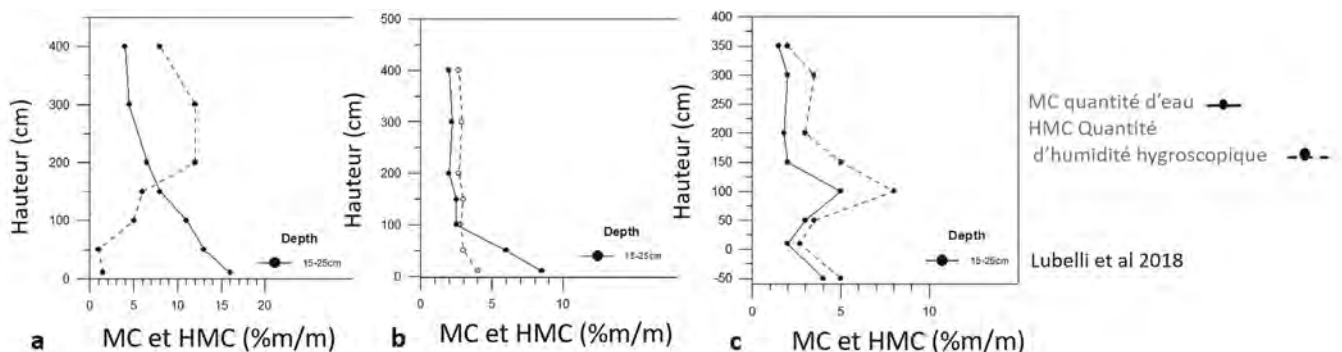 400
300
200
100
0
Hauteur (cm)
0 10 20
Depth
15-25cm
a MC et HMC (%m/m)
500
400
300
200
100
0
Hauteur (cm)
0 5 10
Depth
15-25cm
b MC et HMC (%m/m)
400
350
300
250
200
150
100
50
0
-50
Hauteur (cm)
0 5 10
Depth
15-25cm
c MC et HMC (%m/m)
MC quantité d'eau
HMC Quantité
d'humidité hygroscopique
Lubelli et al 2018